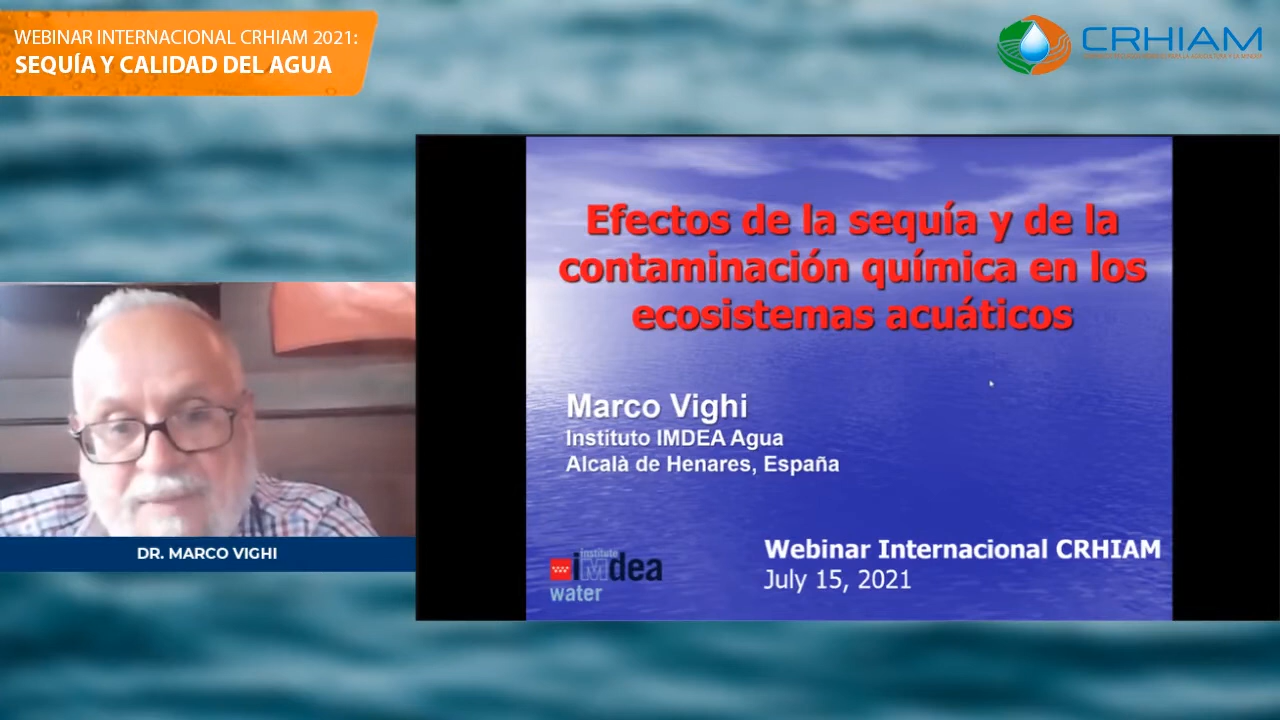 WEBINAR INTERNACIONAL CRHIAM 2021:
SEQUÍA Y CALIDAD DEL AGUA
CRHIAM
Efectos de la sequía y de la
contaminación química en los
ecosistemas acuáticos
Marco Vighi
Instituto IMDEA Agua
Alcalà de Henares, España
Webinar Internacional CRHIAM
July 15, 2021
instituto
iMdea
water
DR. MARCO VIGHI